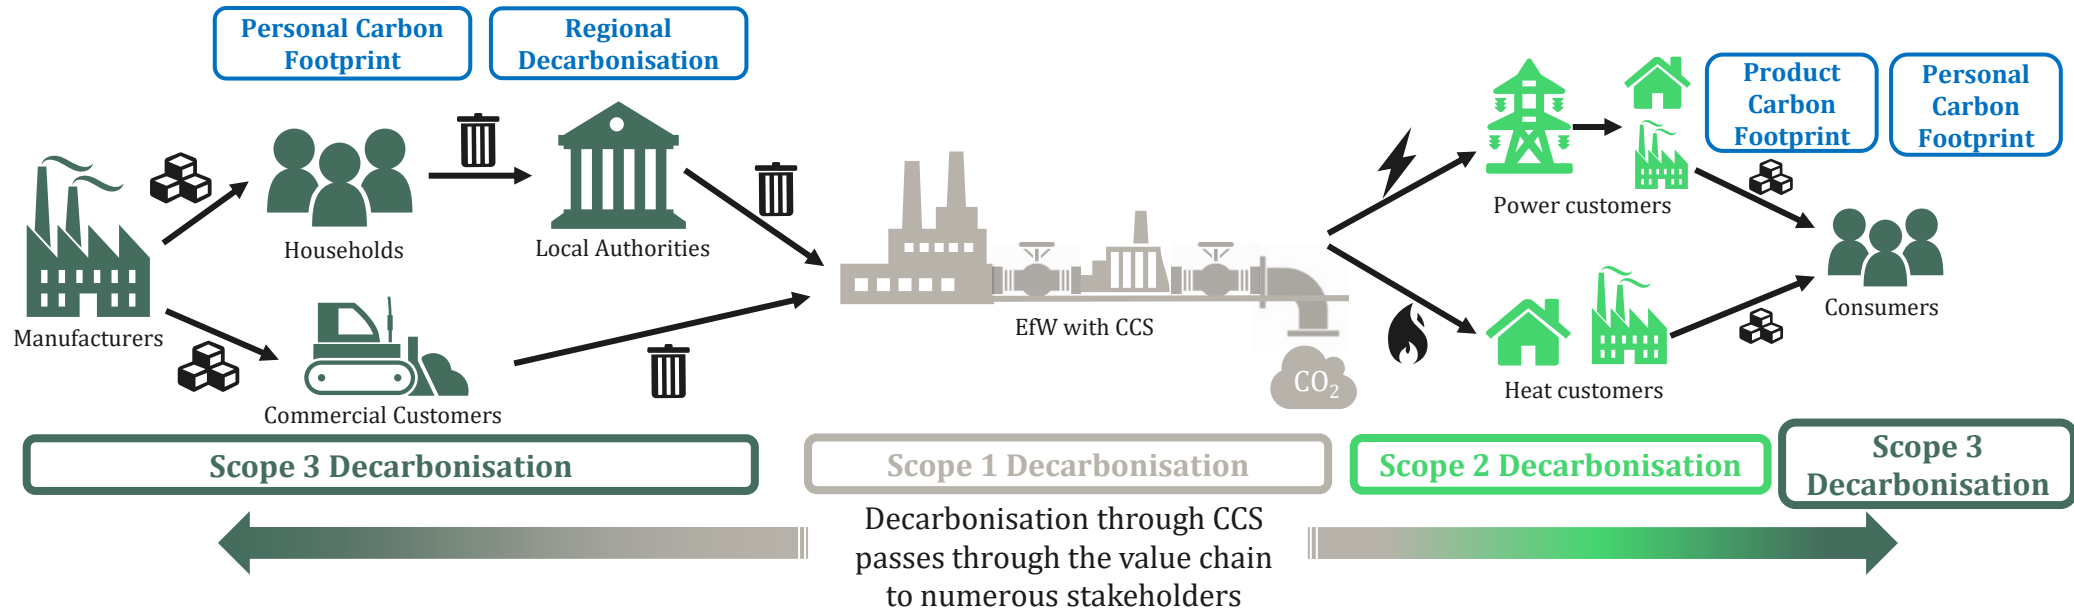 Personal Carbon
Footprint
Regional
Decarbonisation
Product
Carbon
Footprint
Personal
Carbon
Footprint
Manufacturers
Households
Local Authorities
Commercial Customers
EfW with CCS
CO₂
Power customers
Heat customers
Consumers
Scope 3 Decarbonisation
Scope 1 Decarbonisation
Scope 2 Decarbonisation
Scope 3
Decarbonisation
Decarbonisation through CCS
passes through the value chain
to numerous stakeholders